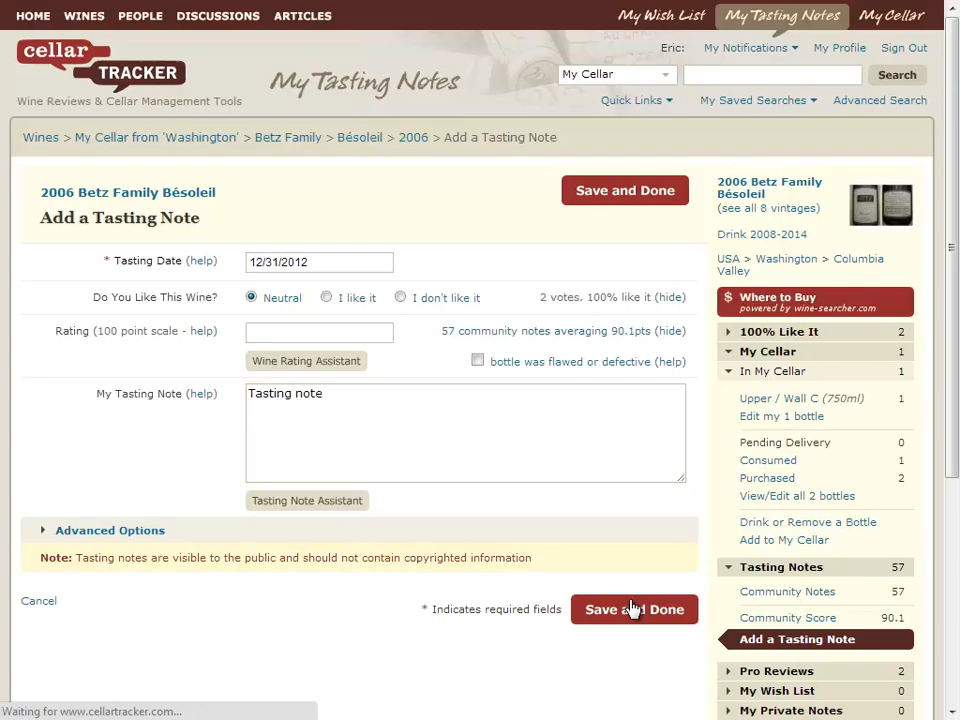 HOME WINES PEOPLE DISCUSSIONS ARTICLES My Wish List My Tasting Notes My Cellar
Eric: My Notifications My Profile Sign Out
cellar
TRACKER
My Tasting Notes
My Cellar Search
Wine Reviews & Cellar Management Tools
Quick Links My Saved Searches Advanced Search
Wines > My Cellar from 'Washington' > Betz Family > Bésoleil > 2006 > Add a Tasting Note
2006 Betz Family Bésoleil
Add a Tasting Note
Save and Done
* Tasting Date (help) 12/31/2012
Do You Like This Wine? Neutral I like it I don't like it 2 votes. 100% like it (hide)
Rating (100 point scale - help) 57 community notes averaging 90.1pts (hide)
Wine Rating Assistant bottle was flawed or defective (help)
My Tasting Note (help) Tasting note
Tasting Note Assistant
Advanced Options
Note: Tasting notes are visible to the public and should not contain copyrighted information
Cancel * Indicates required fields Save and Done
2006 Betz Family
Bésoleil
(see all 8 vintages)
Drink 2008-2014
USA > Washington > Columbia
Valley
$ Where to Buy
powered by wine-searcher.com
100% Like It 2
My Cellar 1
In My Cellar 1
Upper / Wall C (750ml) 1
Edit my 1 bottle
Pending Delivery 0
Consumed 1
Purchased 2
View/Edit all 2 bottles
Drink or Remove a Bottle
Add to My Cellar
Tasting Notes 57
Community Notes 57
Community Score 90.1
Add a Tasting Note
Pro Reviews 2
My Wish List 0
My Private Notes 0
Waiting for www.cellartracker.com...